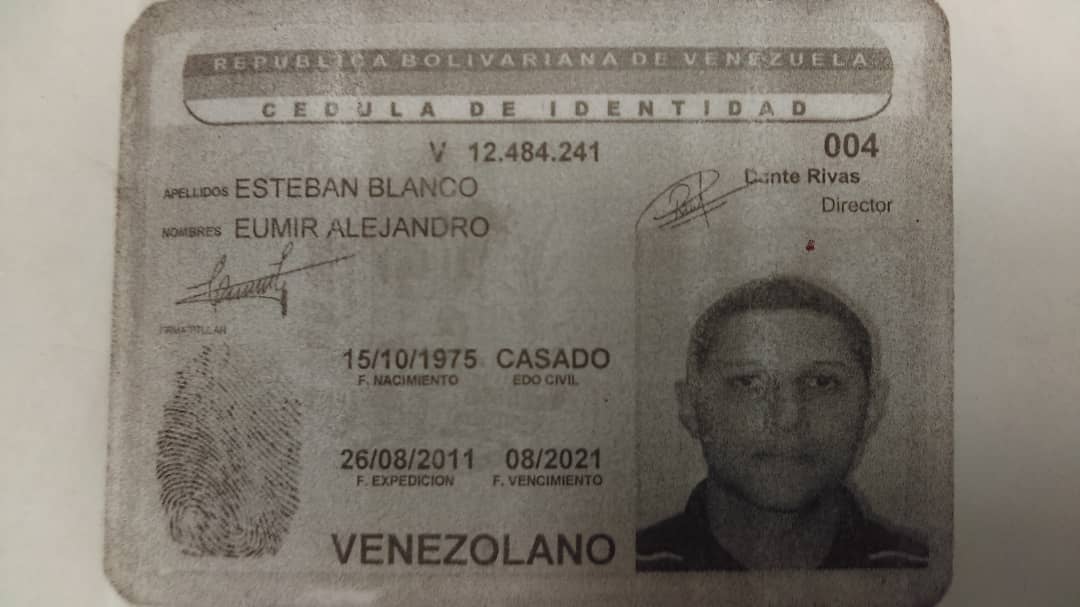 REPUBLICA BOLIVARIANA DE VENEZUELA
CEDULA DE IDENTIDAD
V 12.484.241
004
APELLIDOS ESTEBAN BLANCO
Dante Rivas
NOMBRES EUMIR ALEJANDRO
Director
FIRMA TITULAR
15/10/1975 CASADO
F. NACIMIENTO EDO CIVIL
26/08/2011 08/2021
F. EXPEDICION F. VENCIMIENTO
VENEZOLANO